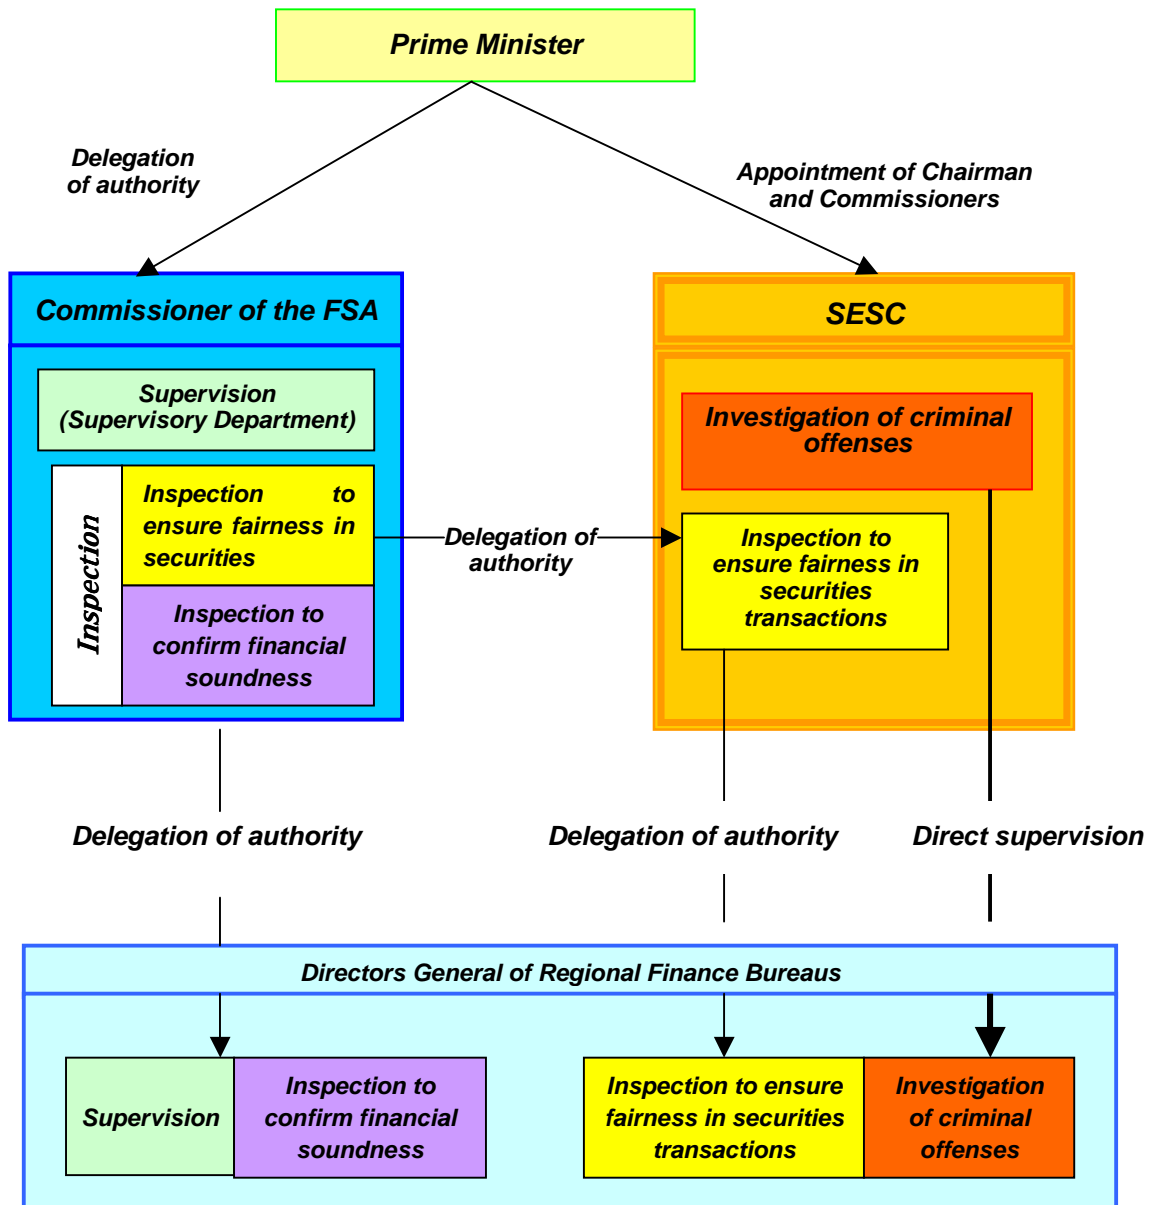 Prime Minister
Delegation
of authority
Appointment of Chairman
and Commissioners
Commissioner of the FSA
Supervision
(Supervisory Department)
Inspection
Inspection to
ensure fairness in
securities
Inspection to
confirm financial
soundness
Delegation of
authority
SESC
Investigation of criminal
offenses
Inspection to
ensure fairness in
securities
transactions
Delegation of authority
Delegation of authority
Direct supervision
Directors General of Regional Finance Bureaus
Supervision
Inspection to
confirm financial
soundness
Inspection to ensure
fairness in securities
transactions
Investigation
of criminal
offenses